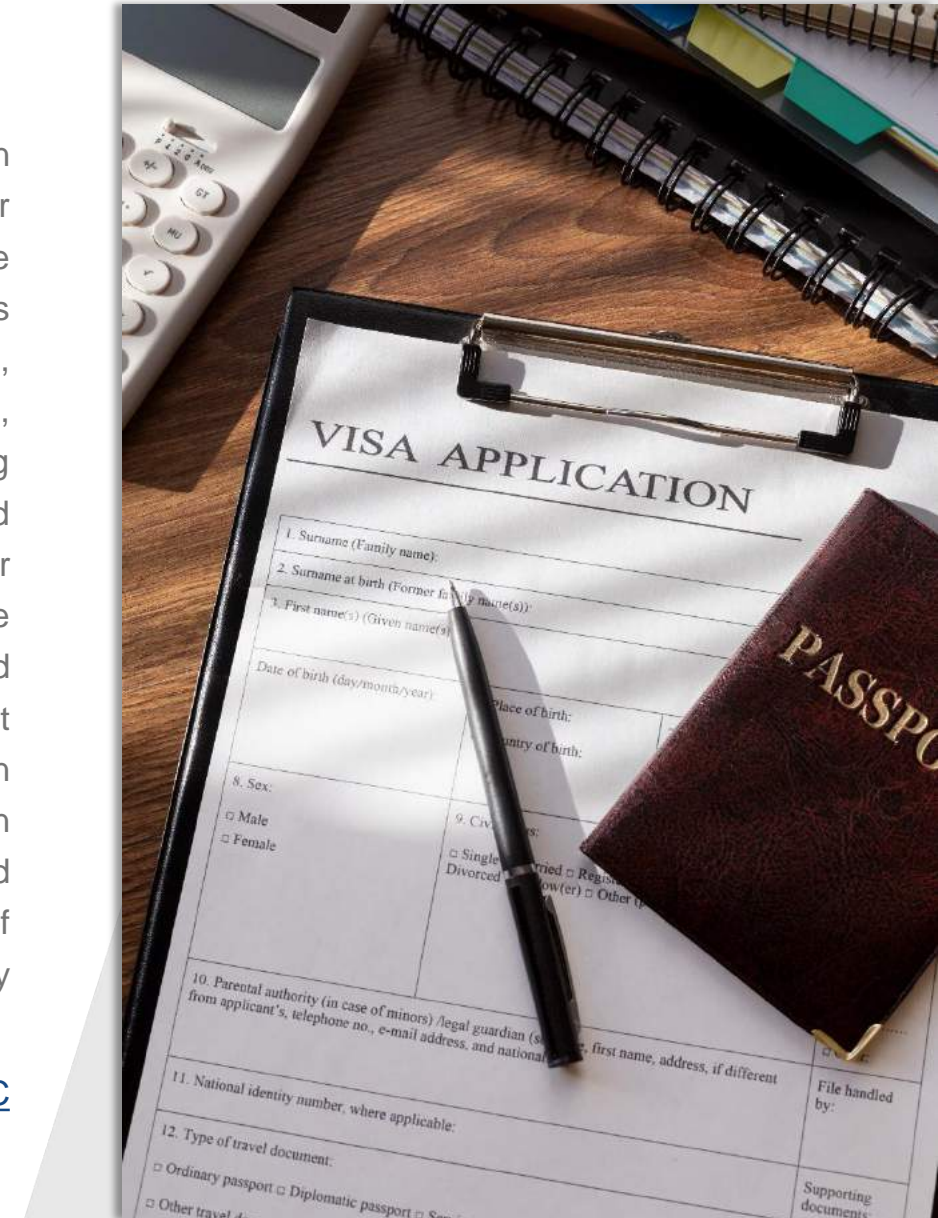 n
r
e
s
,
,
g
d
r
e
d
t
n
n
d
f
y
C
GT
MU
VISA APPLICATION
1. Surname (Family name):
2. Surname at birth (Former family name(s)):
3. First name(s) (Given name(s)
Date of birth (day/month/year):
Place of birth:
untry of birth:
8. Sex:
□ Male
□ Female
9. Civ
□ Single
Divorced
10. Parental authority (in case of minors) /legal guardian
first name, address, if different
from applicant's, telephone no., e-mail address, and national
11. National identity number, where applicable:
12. Type of travel document:
□ Ordinary passport □ Diplomatic passport
□ Other travel
File handled
by:
Supporting
documents:
PASSPO